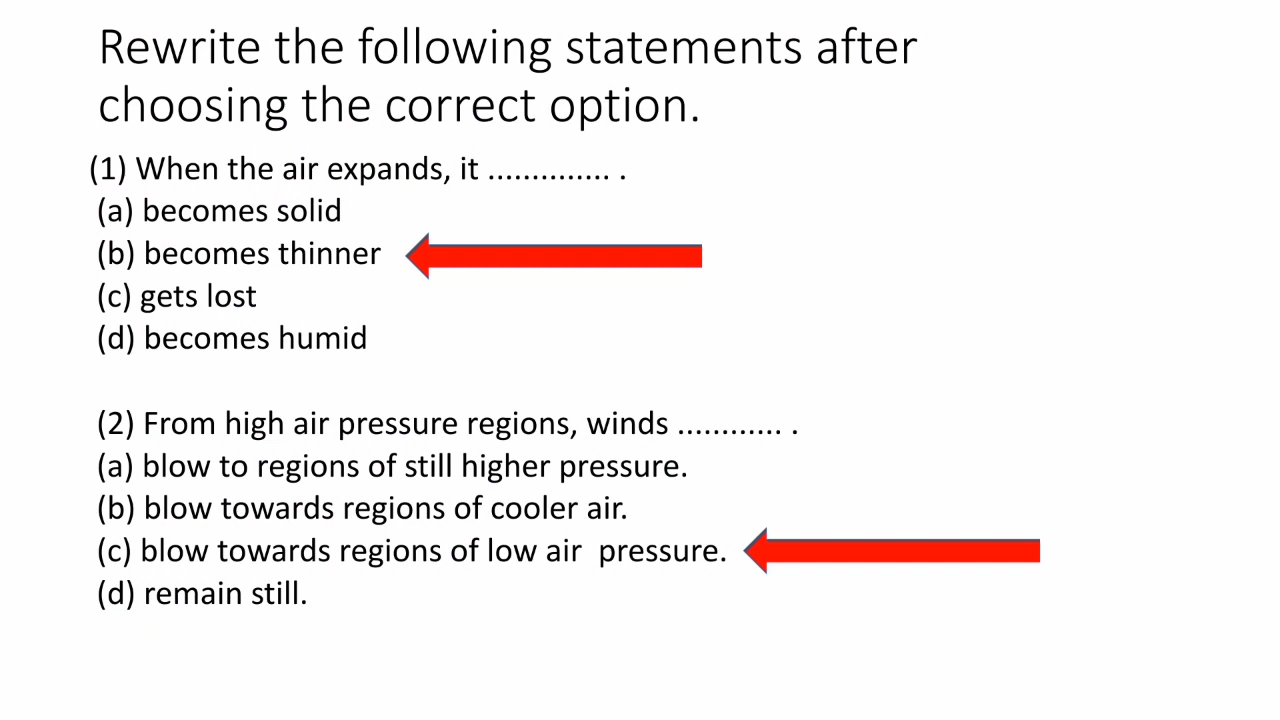 Rewrite the following statements after
choosing the correct option.
(1) When the air expands, it .............. .
(a) becomes solid
(b) becomes thinner
(c) gets lost
(d) becomes humid
(2) From high air pressure regions, winds ............ .
(a) blow to regions of still higher pressure.
(b) blow towards regions of cooler air.
(c) blow towards regions of low air  pressure.
(d) remain still.